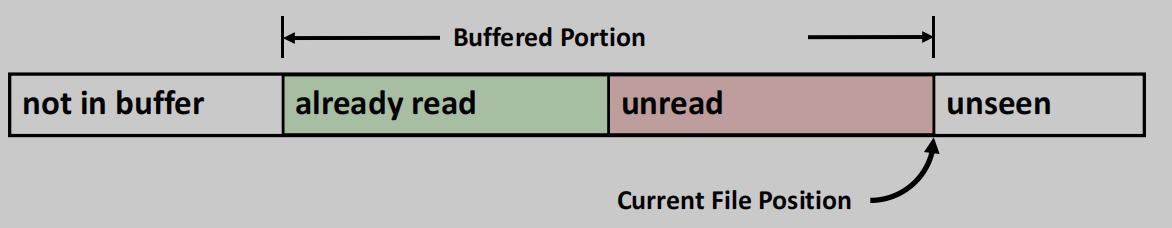 Buffered Portion
not in buffer
already read
unread
unseen
Current File Position